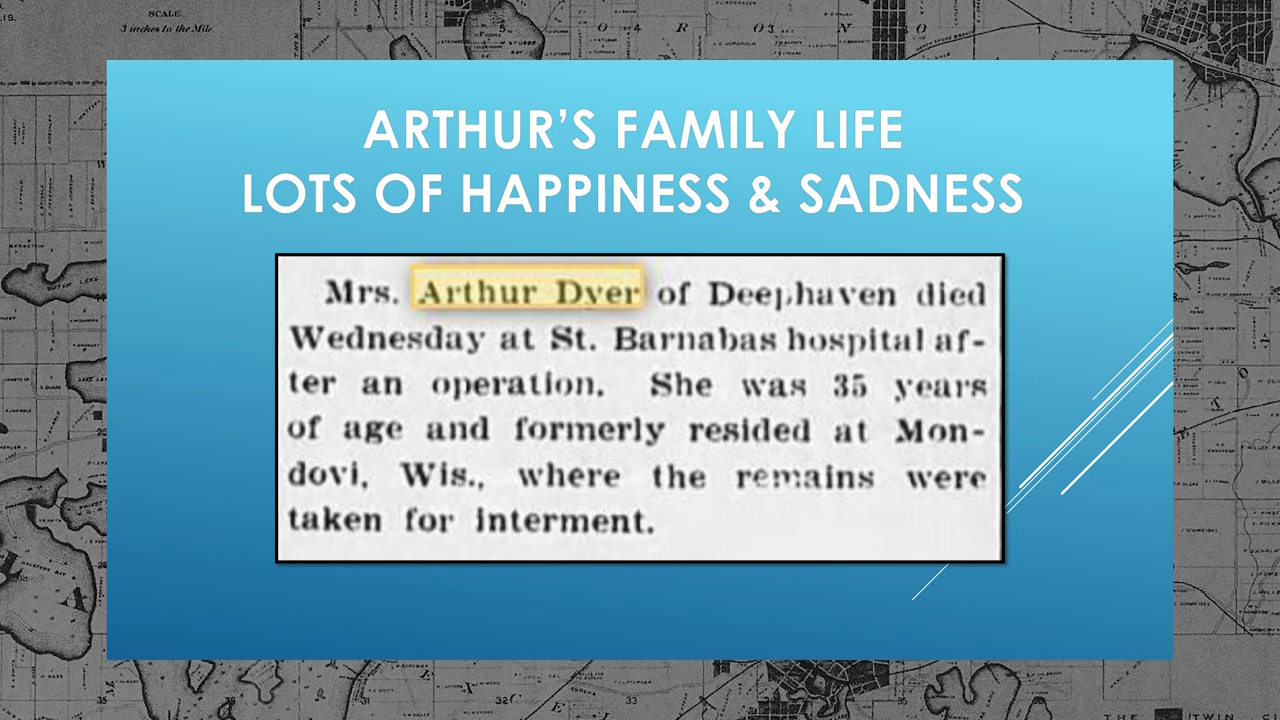 SCALE
3 inches to the Mile
ARTHUR’S FAMILY LIFE
LOTS OF HAPPINESS & SADNESS
Mrs. Arthur Dyer of Deephaven died
Wednesday at St. Barnabas hospital af-
ter an operation. She was 35 years
of age and formerly resided at Mon-
dovi, Wis., where the remains were
taken for interment.